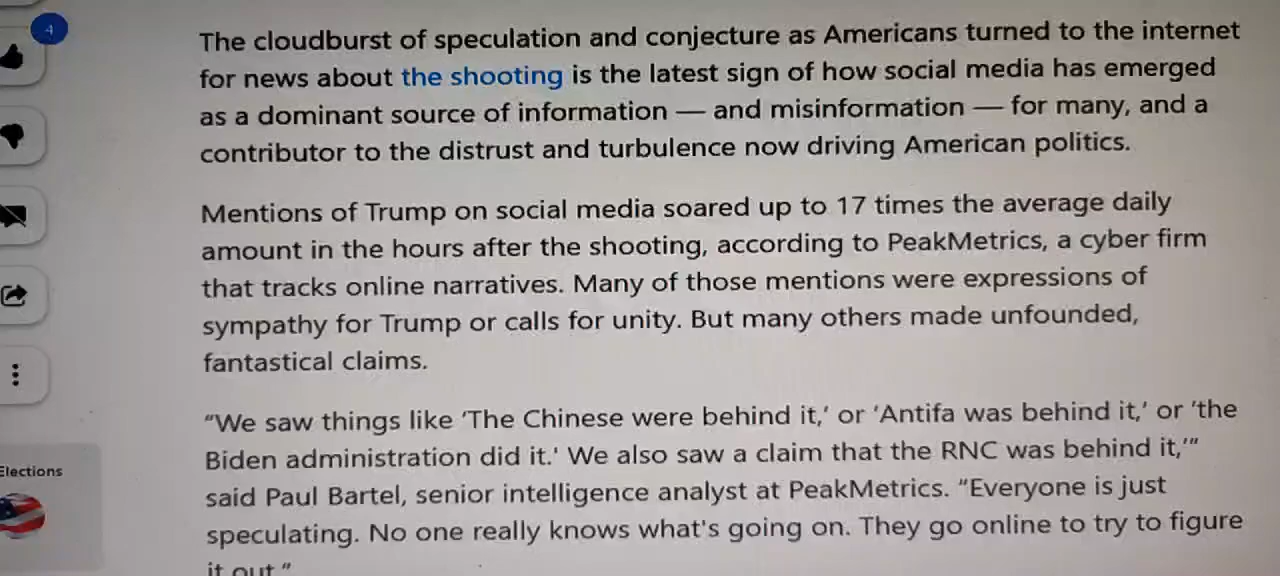 4
The cloudburst of speculation and conjecture as Americans turned to the internet
for news about the shooting is the latest sign of how social media has emerged
as a dominant source of information — and misinformation — for many, and a
contributor to the distrust and turbulence now driving American politics.
Mentions of Trump on social media soared up to 17 times the average daily
amount in the hours after the shooting, according to PeakMetrics, a cyber firm
that tracks online narratives. Many of those mentions were expressions of
sympathy for Trump or calls for unity. But many others made unfounded,
fantastical claims.
“We saw things like ‘The Chinese were behind it,’ or ‘Antifa was behind it,’ or ‘the
Biden administration did it.' We also saw a claim that the RNC was behind it,’”
said Paul Bartel, senior intelligence analyst at PeakMetrics. “Everyone is just
speculating. No one really knows what's going on. They go online to try to figure
it out.”
Elections